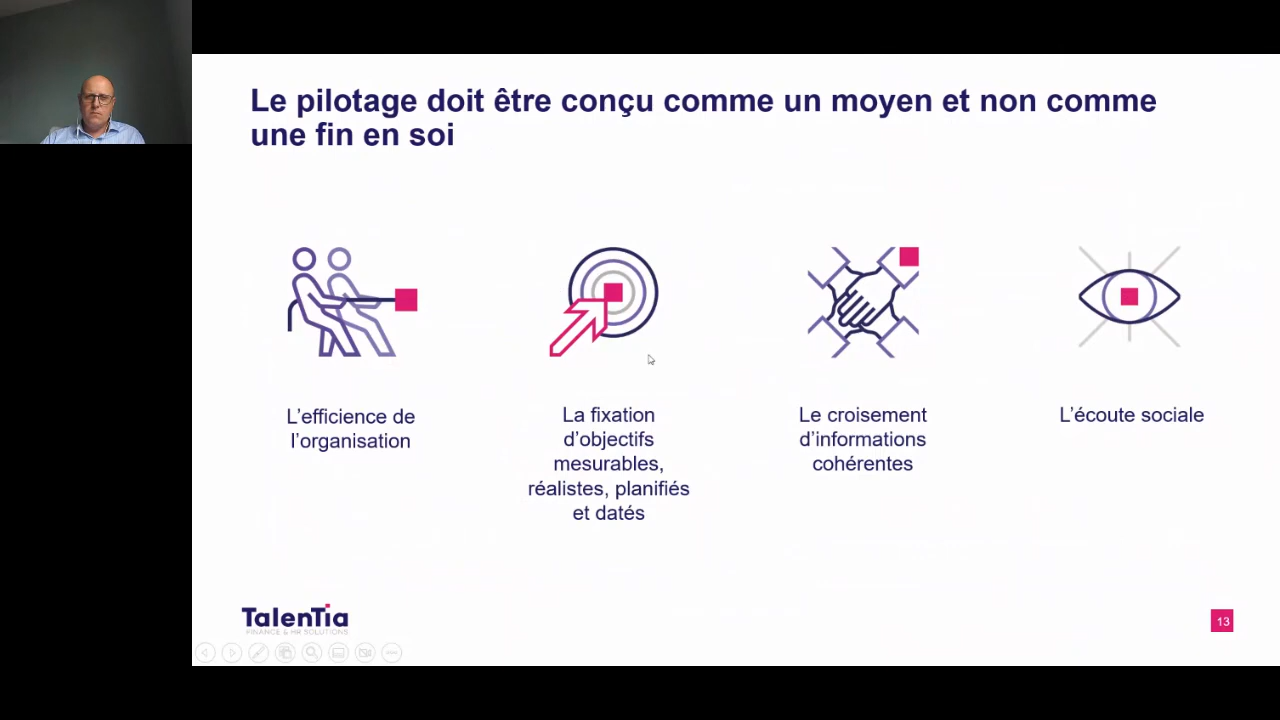 Le pilotage doit être conçu comme un moyen et non comme
une fin en soi
L’efficience de
l’organisation
La fixation
d’objectifs
mesurables,
réalistes, planifiés
et datés
Le croisement
d’informations
cohérentes
L’écoute sociale
TalenTia
FINANCE & HR SOLUTIONS
13